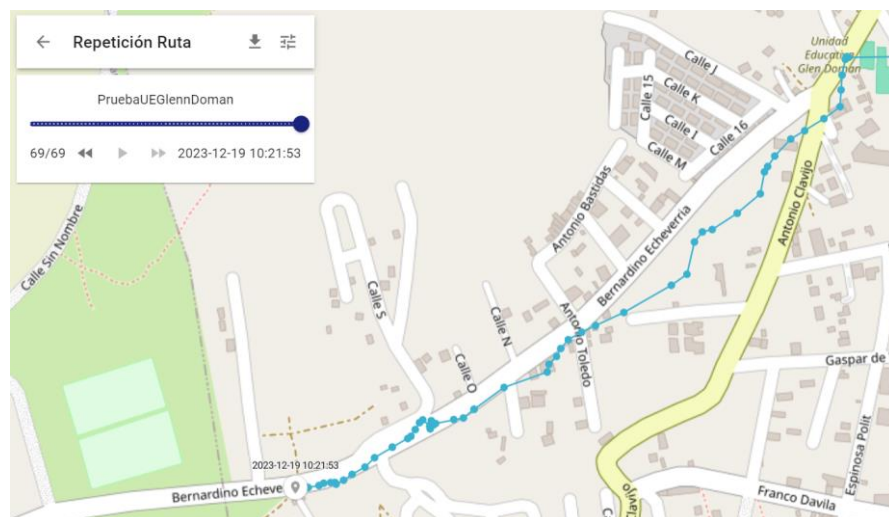 Repetición Ruta
PruebaUEGlennDoman
69/69
2023-12-19 10:21:53
Unidad
Educativa
Glen Doman
Calle J
Calle 15
Calle K
Calle I
Calle 16
Calle M
Antonio Bastidas
Antonio Clavijo
Calle Sin Nombre
Bernardino Echeverria
Calle S
Calle N
Antonio Toledo
Calle O
Gaspar de
Espinosa Polit
2023-12-19 10:21:53
Bernardino Echeve
Franco Davila